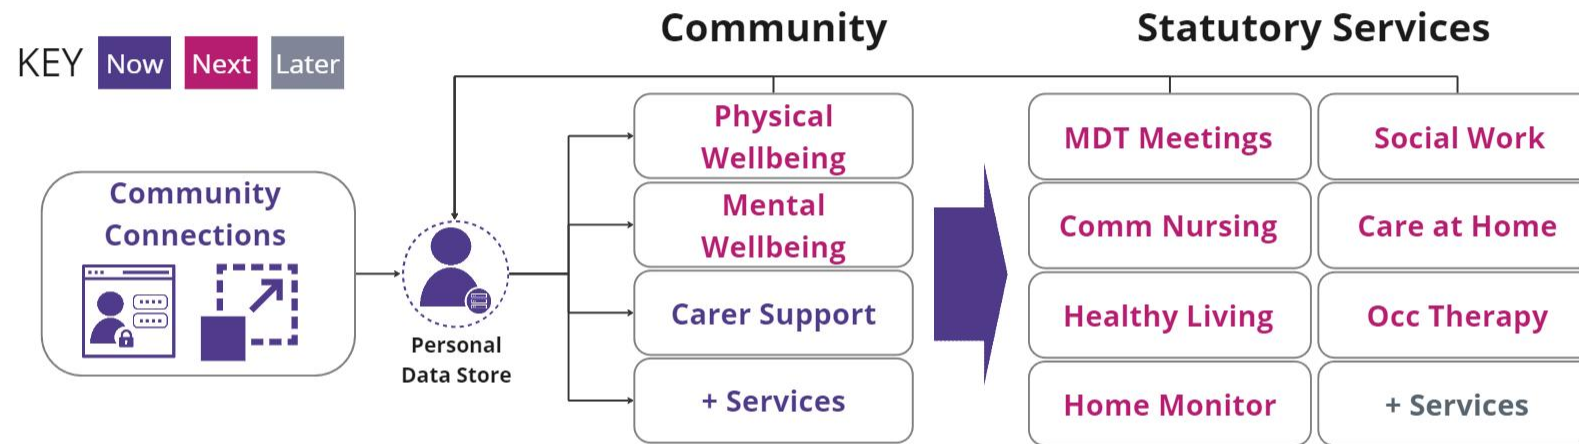 KEY Now Next Later
Community
Statutory Services
Community
Connections
Personal
Data Store
Physical
Wellbeing
Mental
Wellbeing
Carer Support
+ Services
MDT Meetings
Social Work
Comm Nursing
Care at Home
Healthy Living
Occ Therapy
Home Monitor
+ Services